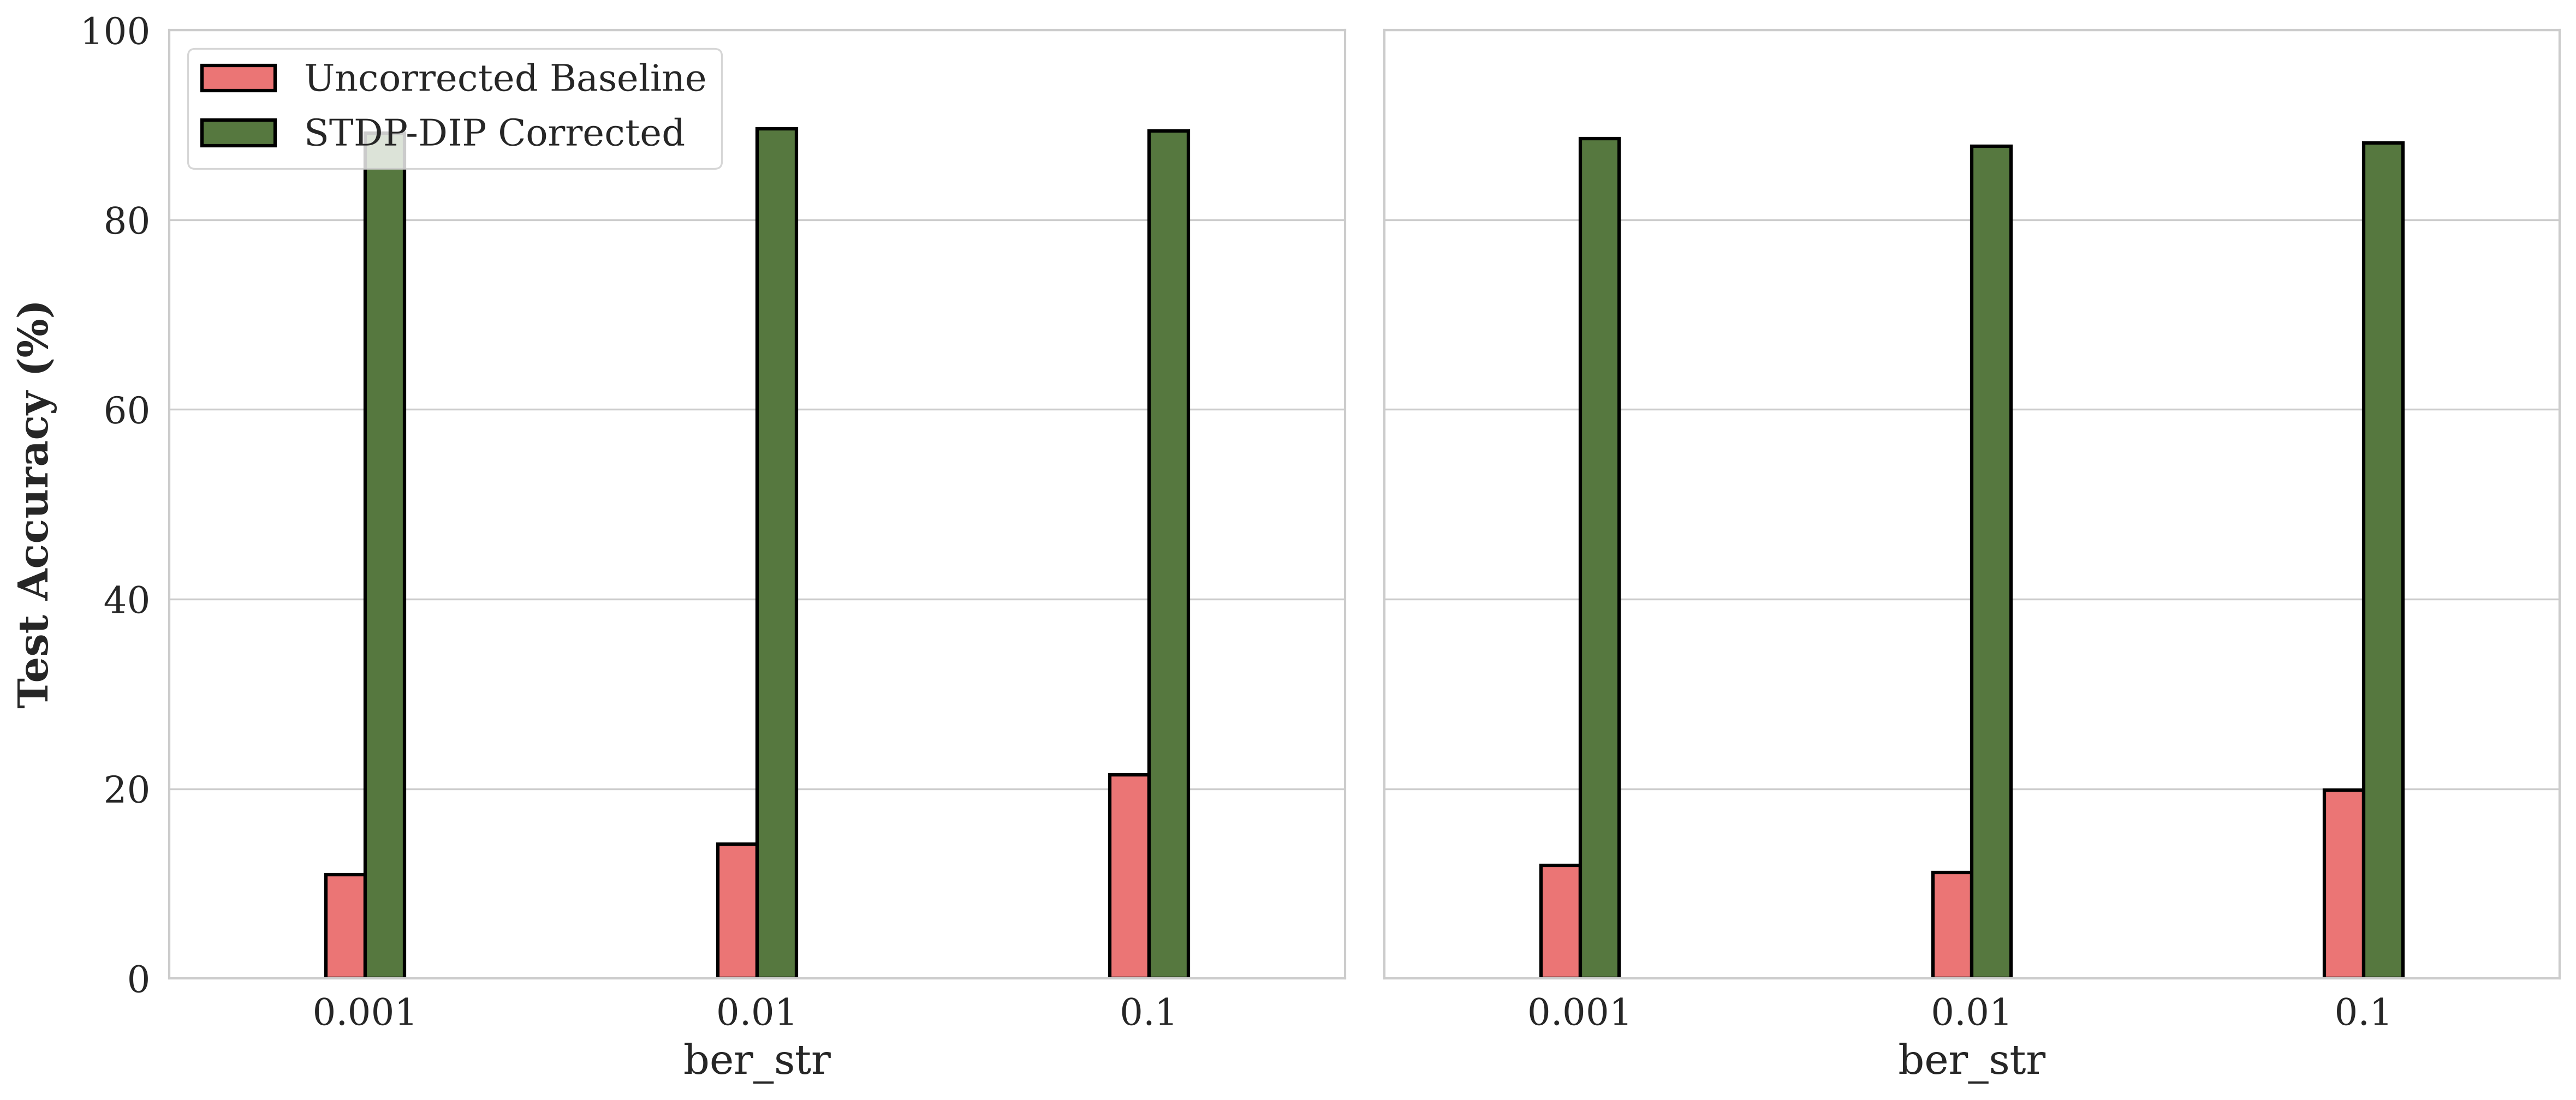 Test Accuracy (%)
100
80
60
40
20
0
Uncorrected Baseline
STDP-DIP Corrected
0.001
0.01
0.1
ber_str
0.001
0.01
0.1
ber_str